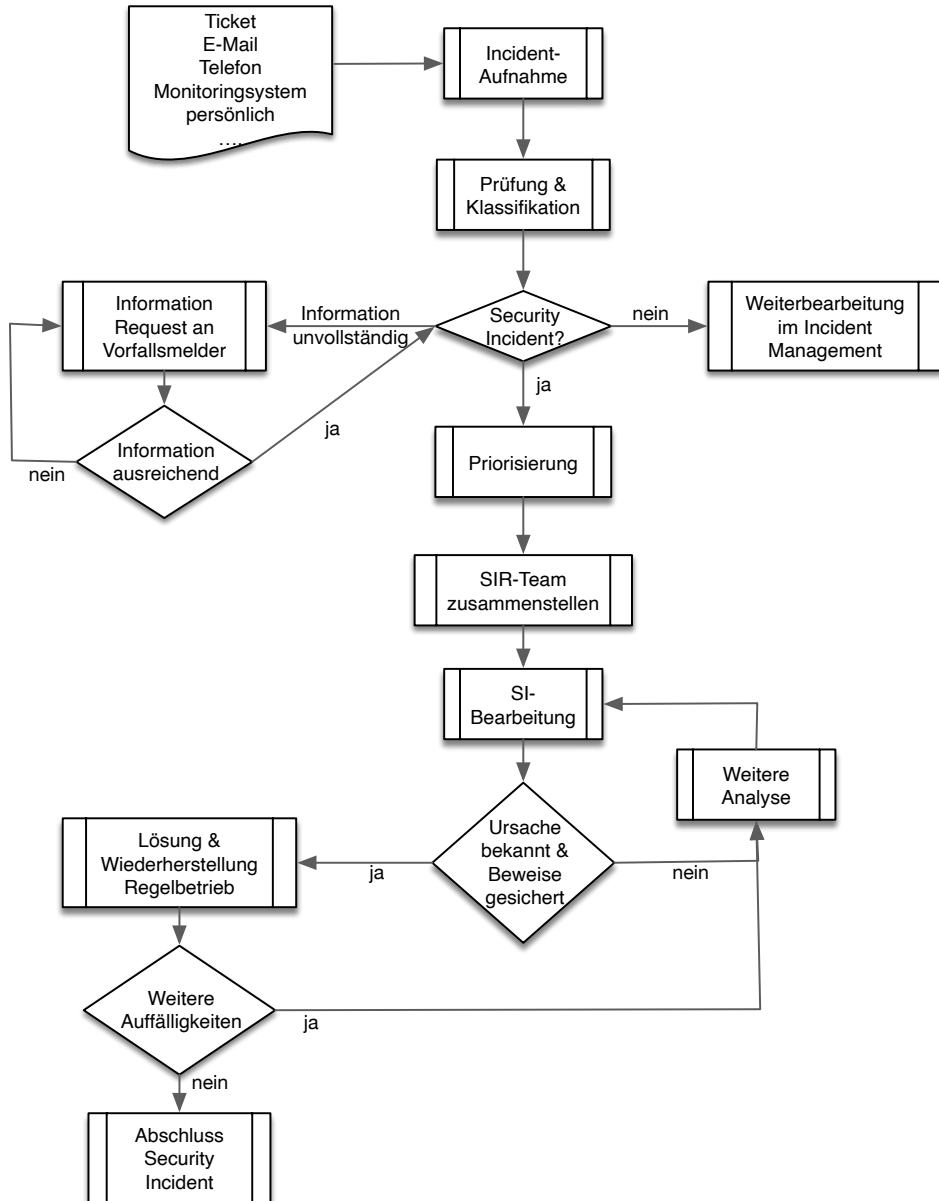 Ticket
E-Mail
Telefon
Monitoringsystem
persönlich
....
Incident-
Aufnahme
Prüfung &
Klassifikation
Information
Request an
Vorfallsmelder
Information
unvollständig
Security
Incident?
nein
Weiterbearbeitung
im Incident
Management
ja
ja
Information
ausreichend
nein
Priorisierung
SIR-Team
zusammenstellen
SI-
Bearbeitung
Weitere
Analyse
Ursache
bekannt &
Beweise
gesichert
ja
nein
Lösung &
Wiederherstellung
Regelbetrieb
Weitere
Auffälligkeiten
ja
nein
Abschluss
Security
Incident